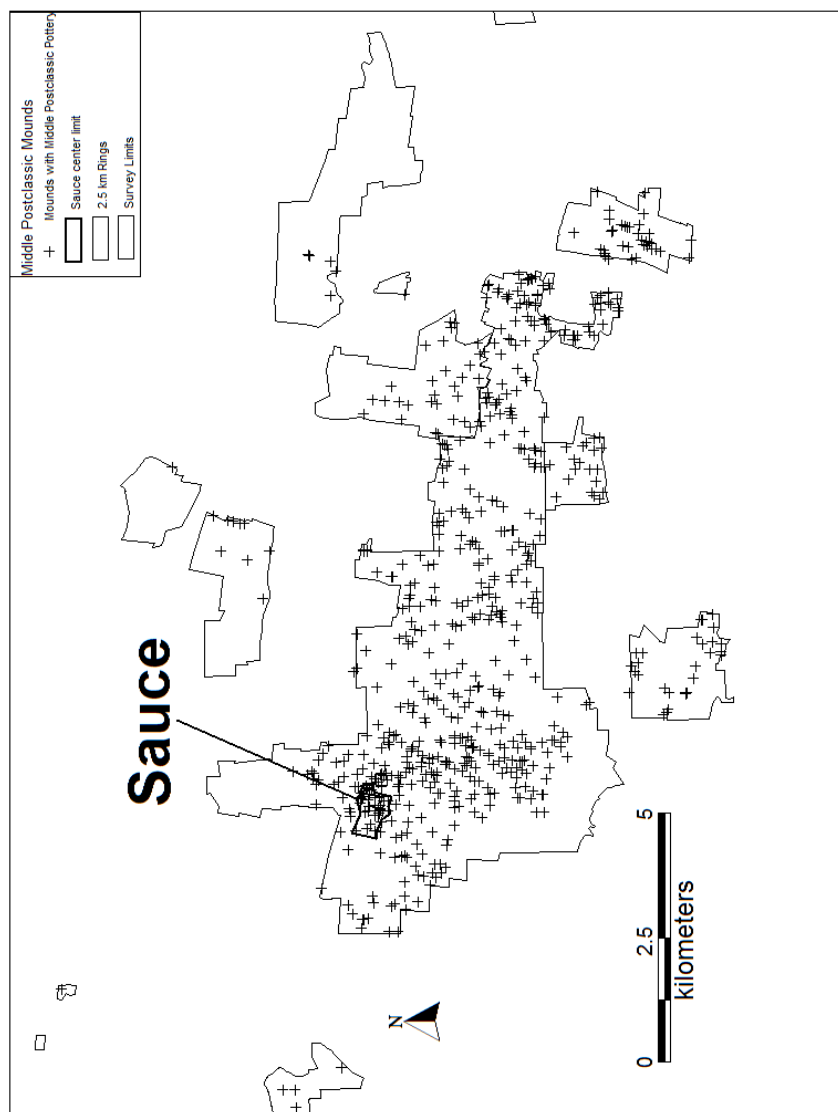 Middle Postclassic Mounds
Mounds with Middle Postclassic Pottery
Sauce center limit
2.5 km Rings
Survey Limits
Sauce
N
0 2.5 5
kilometers